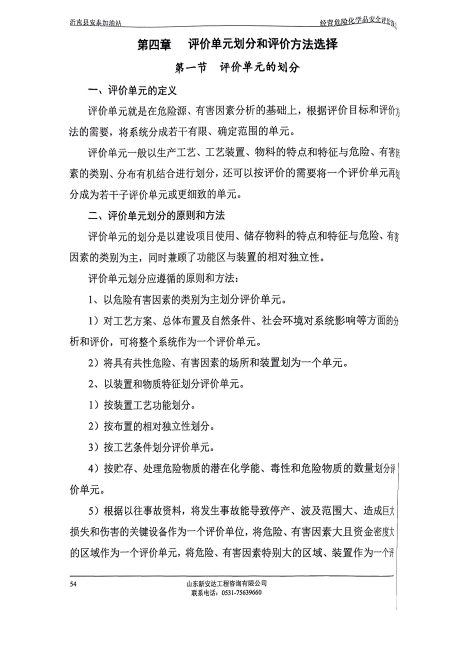 沂南县安泰加油站
经营危险化学品安全评价
第四章 评价单元划分和评价方法选择
第一节 评价单元的划分
一、评价单元的定义
评价单元就是在危险源、有害因素分析的基础上，根据评价目标和评价方
法的需要，将系统分成若干有限、确定范围的单元。
评价单元一般以生产工艺、工艺装置、物料的特点和特征与危险、有害因
素的类别、分布有机结合进行划分，还可以按评价的需要将一个评价单元再划
分成为若干子评价单元或更细致的单元。
二、评价单元划分的原则和方法
评价单元的划分是以建设项目使用、储存物料的特点和特征与危险、有害
因素的类别为主，同时兼顾了功能区与装置的相对独立性。
评价单元划分应遵循的原则和方法：
1、以危险有害因素的类别为主划分评价单元。
1）对工艺方案、总体布置及自然条件、社会环境对系统影响等方面的分
析和评价，可将整个系统作为一个评价单元。
2）将具有共性危险、有害因素的场所和装置划为一个单元。
2、以装置和物质特征划分评价单元。
1）按装置工艺功能划分。
2）按布置的相对独立性划分。
3）按工艺条件划分评价单元。
4）按贮存、处理危险物质的潜在化学能、毒性和危险物质的数量划分评
价单元。
5）根据以往事故资料，将发生事故能导致停产、波及范围大、造成巨大
损失和伤害的关键设备作为一个评价单位，将危险、有害因素大且资金密度大
的区域作为一个评价单元，将危险、有害因素特别大的区域、装置作为一个评
54
山东新安达工程咨询有限公司
联系电话：0531-75639660